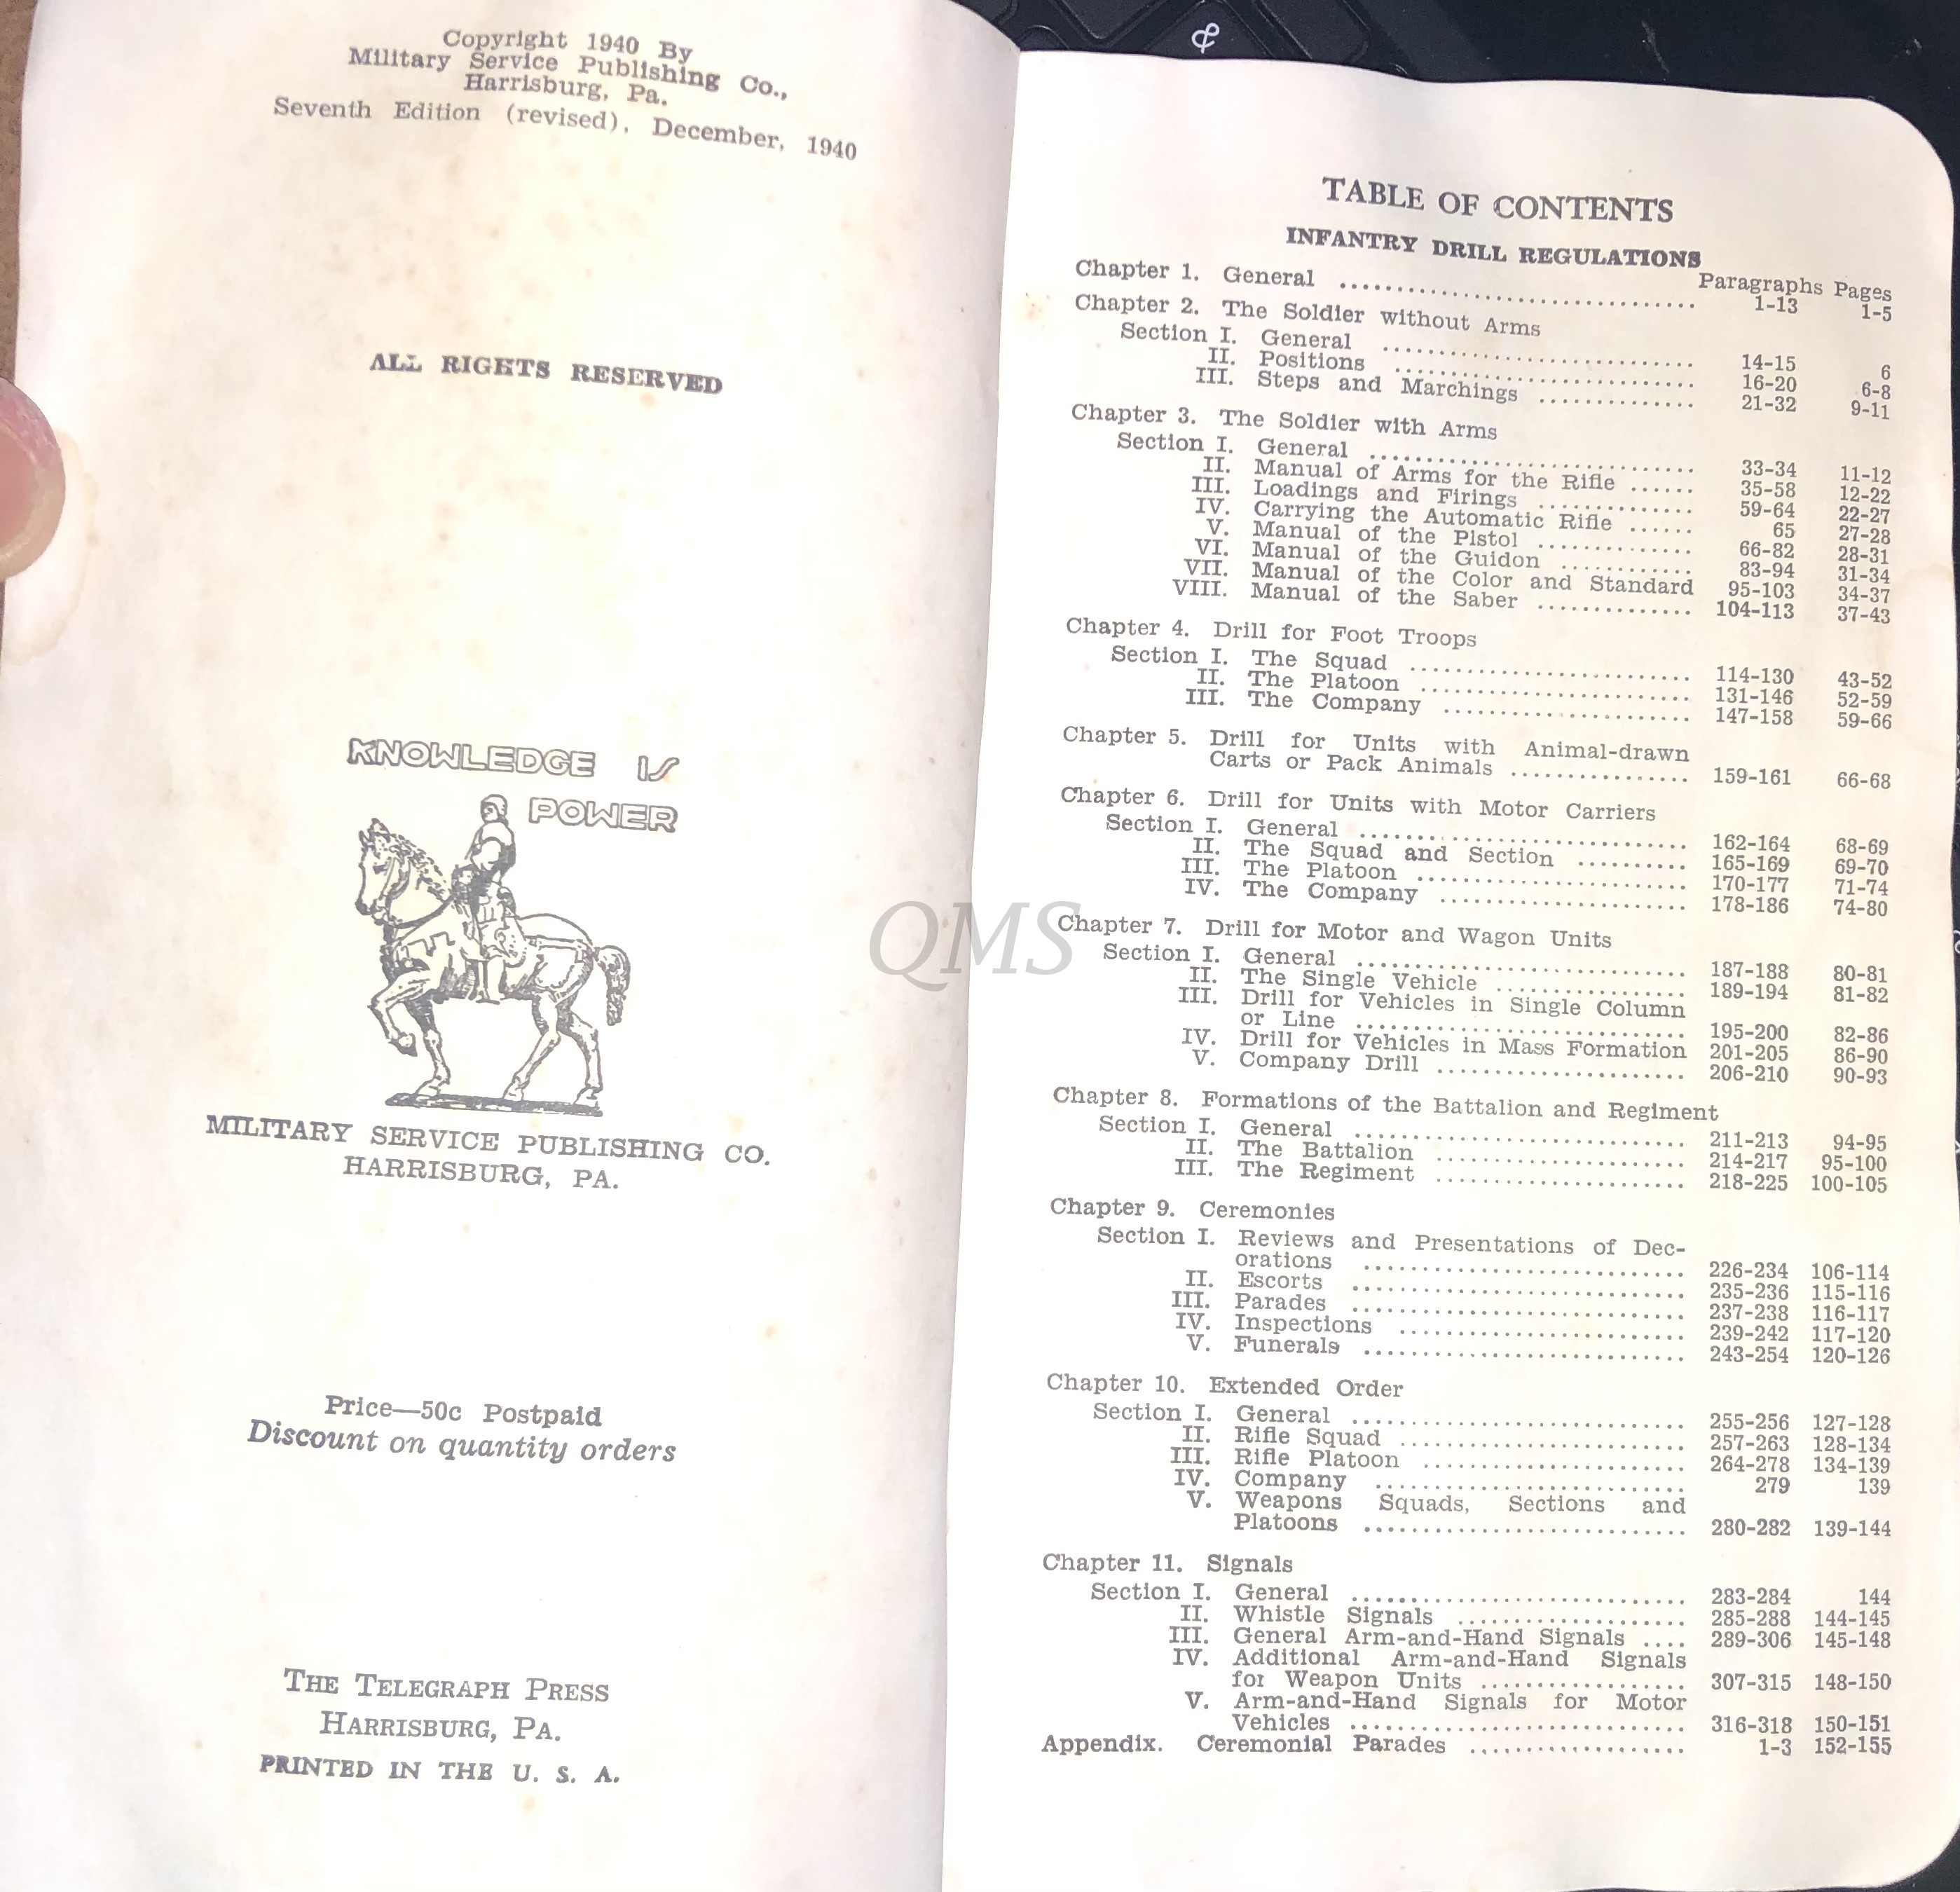 Copyright 1940 By
Military Service Publishing Co.,
Harrisburg, Pa.
Seventh Edition (revised), December, 1940
ALL RIGHTS RESERVED
KNOWLEDGE IS
POWER
MILITARY SERVICE PUBLISHING CO.
HARRISBURG, PA.
Price—50c Postpaid
Discount on quantity orders
THE TELEGRAPH PRESS
HARRISBURG, PA.
PRINTED IN THE U. S. A.
QMS
&
TABLE OF CONTENTS
INFANTRY DRILL REGULATIONS
Paragraphs Pages
Chapter 1. General .......... 1-13 1-5
Chapter 2. The Soldier without Arms
Section I. General .......... 14-15 6
II. Positions .......... 16-20 6-8
III. Steps and Marchings .......... 21-32 9-11
Chapter 3. The Soldier with Arms
Section I. General .......... 33-34 11-12
II. Manual of Arms for the Rifle ...... 35-58 12-22
III. Loadings and Firings .......... 59-64 22-27
IV. Carrying the Automatic Rifle ...... 65 27-28
V. Manual of the Pistol .......... 66-82 28-31
VI. Manual of the Guidon .......... 83-94 31-34
VII. Manual of the Color and Standard 95-103 34-37
VIII. Manual of the Saber .......... 104-113 37-43
Chapter 4. Drill for Foot Troops
Section I. The Squad .......... 114-130 43-52
II. The Platoon .......... 131-146 52-59
III. The Company .......... 147-158 59-66
Chapter 5. Drill for Units with Animal-drawn
Carts or Pack Animals .......... 159-161 66-68
Chapter 6. Drill for Units with Motor Carriers
Section I. General .......... 162-164 68-69
II. The Squad and Section .......... 165-169 69-70
III. The Platoon .......... 170-177 71-74
IV. The Company .......... 178-186 74-80
Chapter 7. Drill for Motor and Wagon Units
Section I. General .......... 187-188 80-81
II. The Single Vehicle .......... 189-194 81-82
III. Drill for Vehicles in Single Column
or Line .......... 195-200 82-86
IV. Drill for Vehicles in Mass Formation 201-205 86-90
V. Company Drill .......... 206-210 90-93
Chapter 8. Formations of the Battalion and Regiment
Section I. General .......... 211-213 94-95
II. The Battalion .......... 214-217 95-100
III. The Regiment .......... 218-225 100-105
Chapter 9. Ceremonies
Section I. Reviews and Presentations of Dec-
orations .......... 226-234 106-114
II. Escorts .......... 235-236 115-116
III. Parades .......... 237-238 116-117
IV. Inspections .......... 239-242 117-120
V. Funerals .......... 243-254 120-126
Chapter 10. Extended Order
Section I. General .......... 255-256 127-128
II. Rifle Squad .......... 257-263 128-134
III. Rifle Platoon .......... 264-278 134-139
IV. Company .......... 279 139
V. Weapons Squads, Sections and
Platoons .......... 280-282 139-144
Chapter 11. Signals
Section I. General .......... 283-284 144
II. Whistle Signals .......... 285-288 144-145
III. General Arm-and-Hand Signals .... 289-306 145-148
IV. Additional Arm-and-Hand Signals
for Weapon Units .......... 307-315 148-150
V. Arm-and-Hand Signals for Motor
Vehicles .......... 316-318 150-151
Appendix. Ceremonial Parades .......... 1-3 152-155